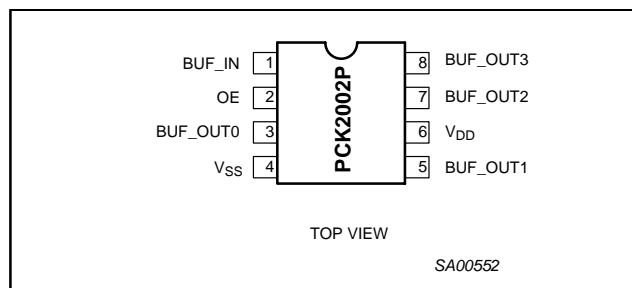 BUF_IN 1 8 BUF_OUT3
OE 2 7 BUF_OUT2
BUF_OUT0 3 6 VDD
VSS 4 5 BUF_OUT1
PCK2002P
TOP VIEW
SA00552